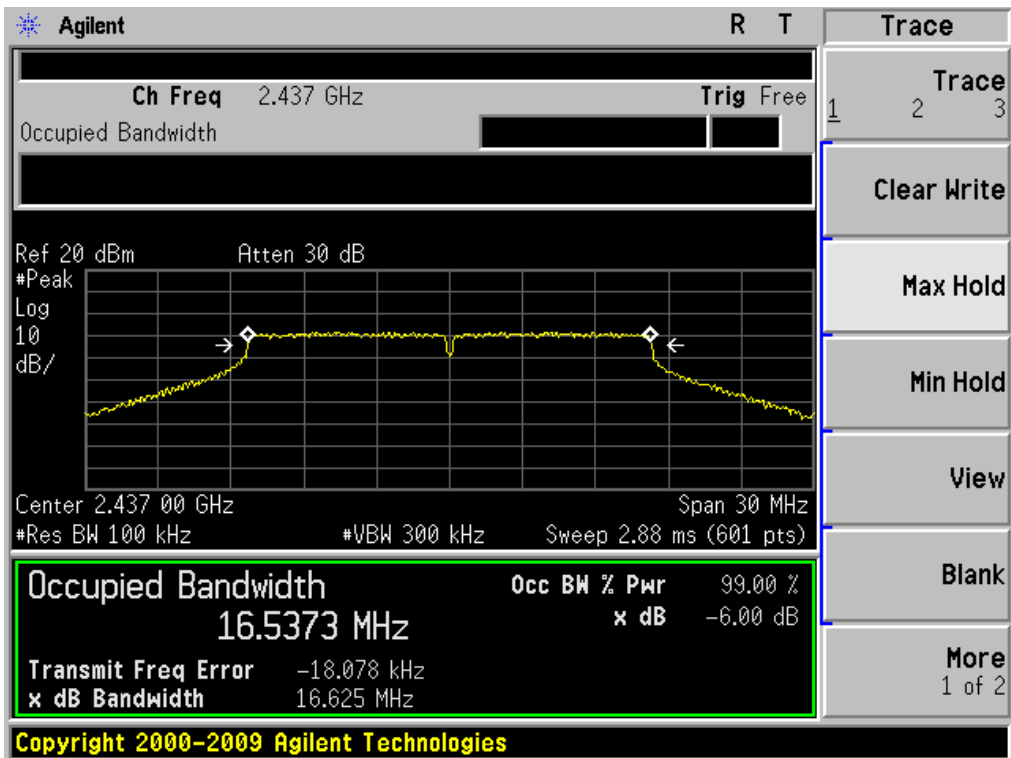 Agilent R T Trace
Ch Freq 2.437 GHz Trig Free
Occupied Bandwidth
Trace
1 2 3
Clear Write
Max Hold
Min Hold
View
Blank
More
1 of 2
Ref 20 dBm Atten 30 dB
#Peak
Log
10
dB/
Center 2.437 00 GHz Span 30 MHz
#Res BW 100 kHz #VBW 300 kHz Sweep 2.88 ms (601 pts)
Occupied Bandwidth Occ BW % Pwr 99.00 %
16.5373 MHz x dB -6.00 dB
Transmit Freq Error -18.078 kHz
x dB Bandwidth 16.625 MHz
Copyright 2000-2009 Agilent Technologies